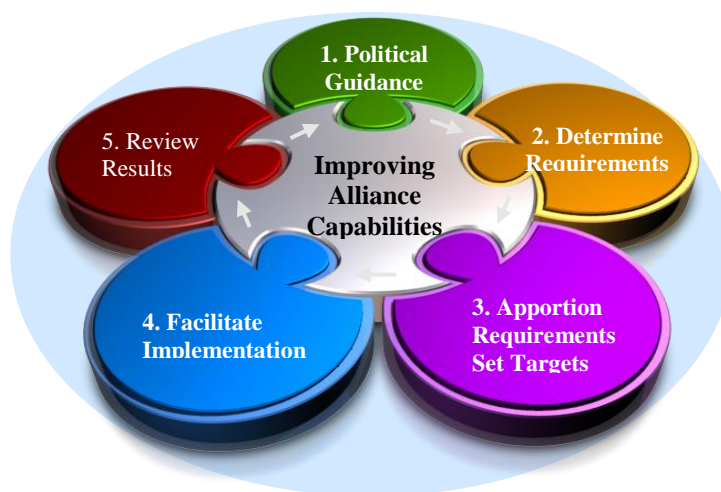 1. Political
Guidance
2. Determine
Requirements
3. Apportion
Requirements
Set Targets
4. Facilitate
Implementation
5. Review
Results
Improving
Alliance
Capabilities